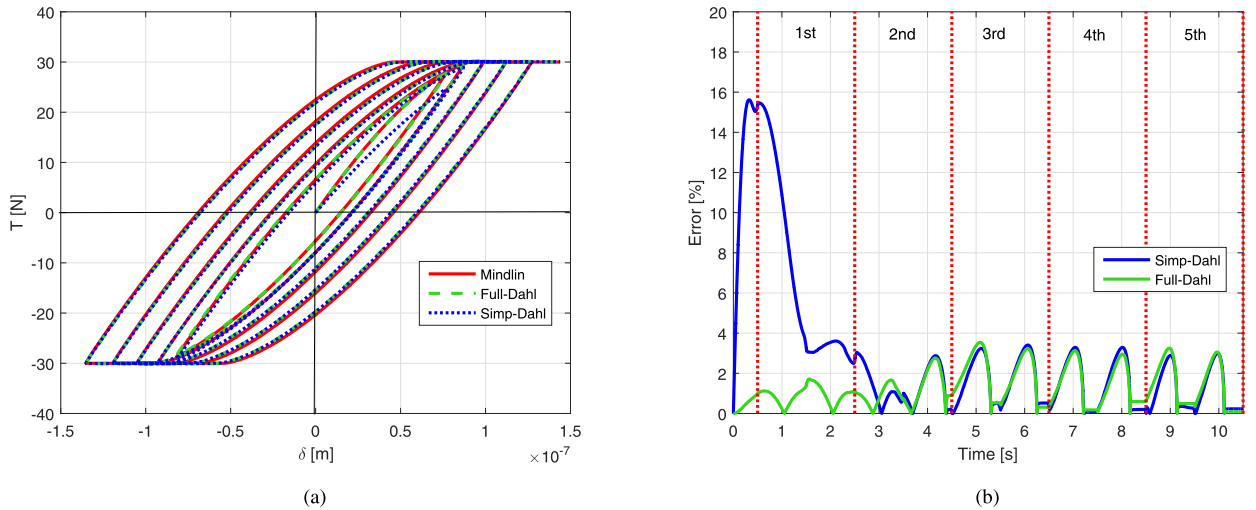 40
30
20
10
0
-10
-20
-30
-40
T [N]
-1.5
-1
-0.5
0
0.5
1
1.5
δ [m]
×10⁻⁷
Mindlin
Full-Dahl
Simp-Dahl
(a)
20
18
16
14
12
10
8
6
4
2
0
Error [%]
1st
2nd
3rd
4th
5th
Simp-Dahl
Full-Dahl
0
1
2
3
4
5
6
7
8
9
10
Time [s]
(b)